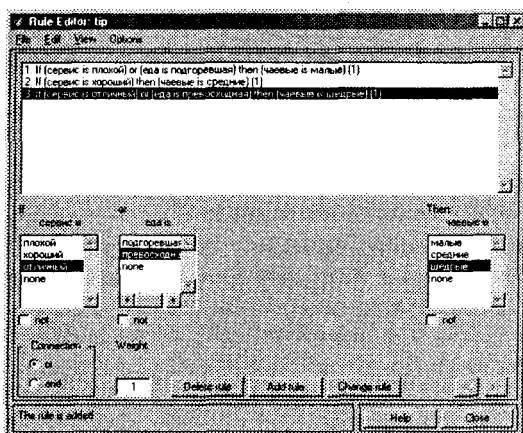 Rule Editor: tip
File Edit View Options
1. If (сервис is плохой) or (еда is подгоревшая) then (чаевые is малые) (1)
2. If (сервис is хороший) then (чаевые is средние) (1)
3. If (сервис is отличный) or (еда is превосходная) then (чаевые is щедрые) (1)
If or Then
сервис is еда is чаевые is
плохой подгоревшая малые
хороший превосходна средние
отличный none щедрые
none none
not not not
Connection Weight
or
and 1 Delete rule Add rule Change rule
The rule is added Help Close